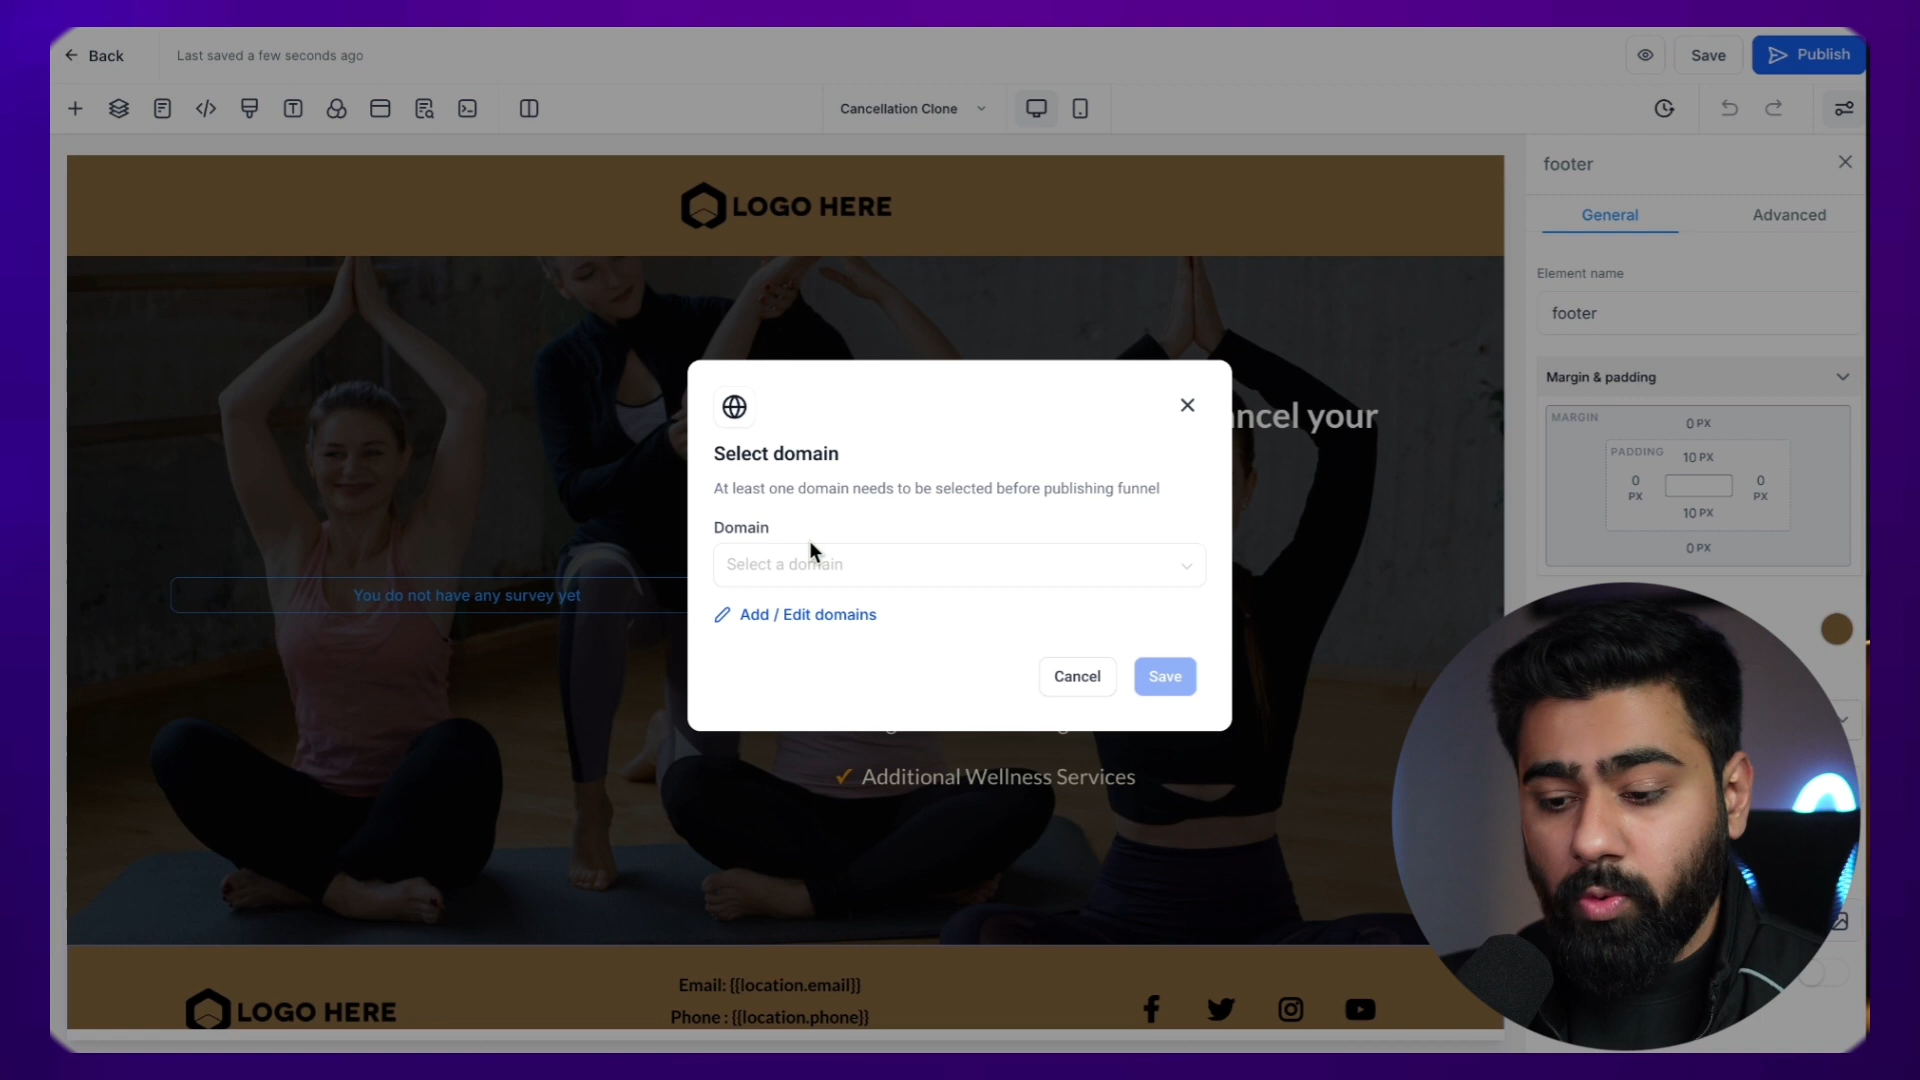 Back
Last saved a few seconds ago
Save
Publish
Cancellation Clone
LOGO HERE
ancel your
You do not have any survey yet
Select domain
At least one domain needs to be selected before publishing funnel
Domain
Select a domain
Add / Edit domains
Cancel
Save
Additional Wellness Services
LOGO HERE
Email: {{location.email}}
Phone : {{location.phone}}
footer
General
Advanced
Element name
footer
Margin & padding
MARGIN
0 PX
PADDING
10 PX
0 PX
0 PX
10 PX
0 PX